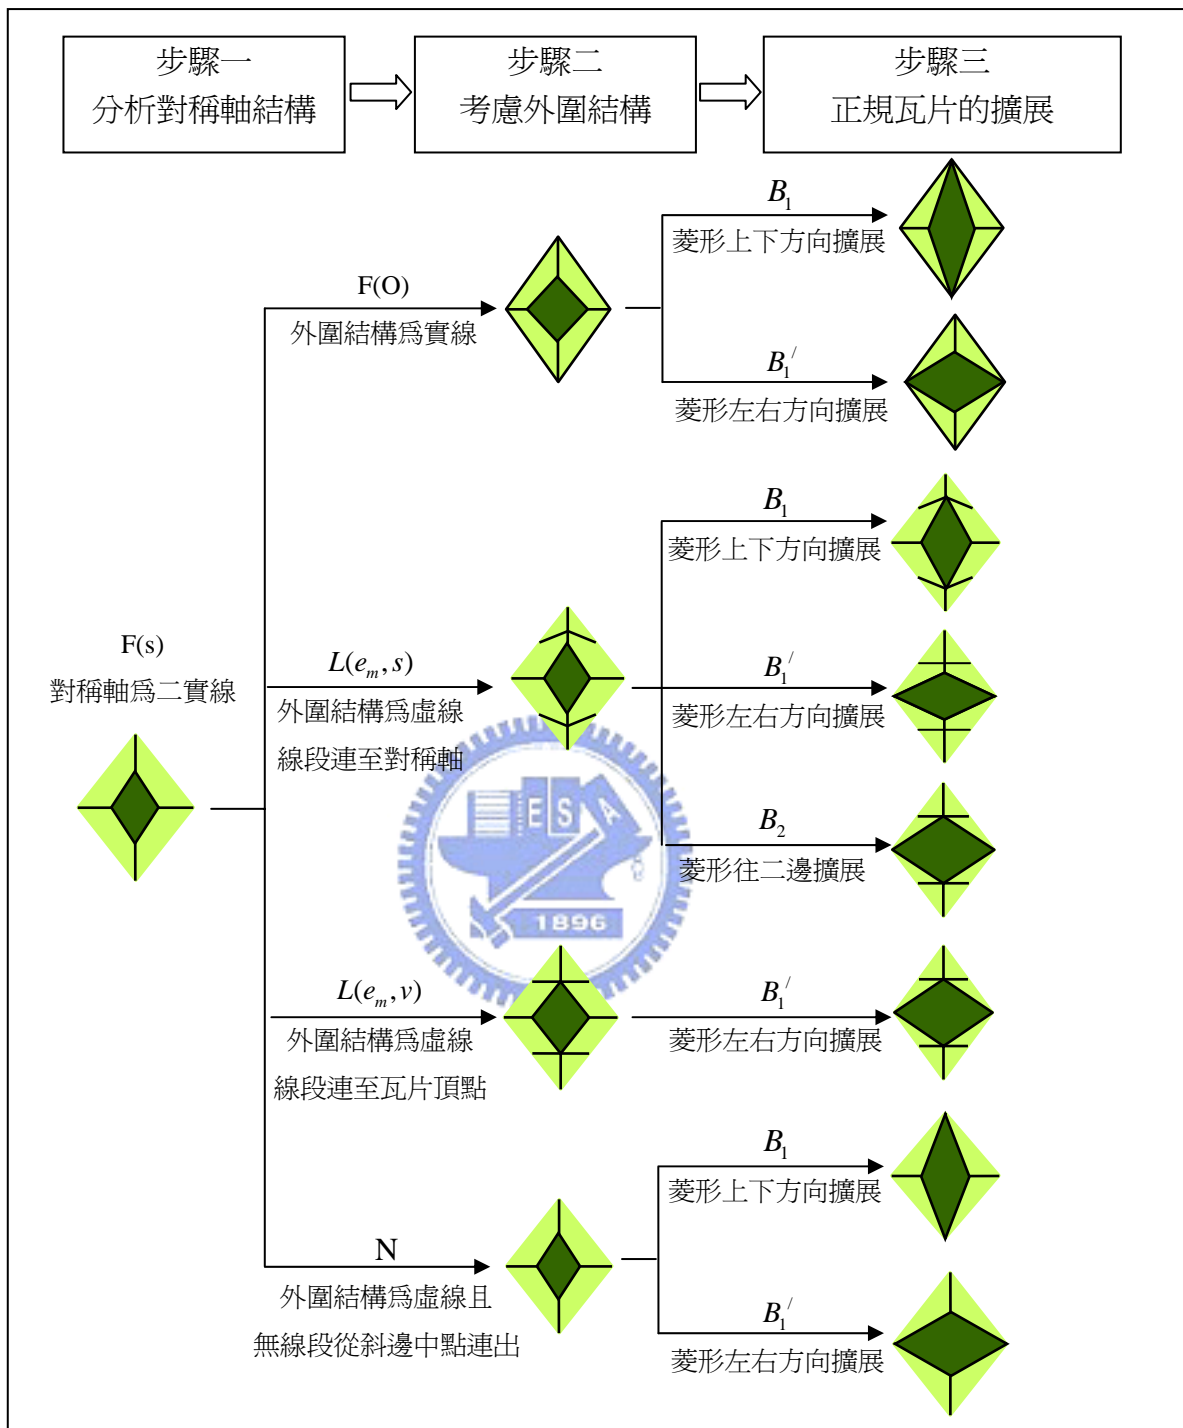 步驟一
分析對稱軸結構
步驟二
考慮外圍結構
步驟三
正規瓦片的擴展
F(s)
對稱軸爲二實線
F(O)
外圍結構爲實線
B₁
菱形上下方向擴展
B₁′
菱形左右方向擴展
L(eₘ, s)
外圍結構爲虛線
線段連至對稱軸
B₁
菱形上下方向擴展
B₁′
菱形左右方向擴展
B₂
菱形往二邊擴展
ESA
1896
L(eₘ, v)
外圍結構爲虛線
線段連至瓦片頂點
B₁′
菱形左右方向擴展
N
外圍結構爲虛線且
無線段從斜邊中點連出
B₁
菱形上下方向擴展
B₁′
菱形左右方向擴展